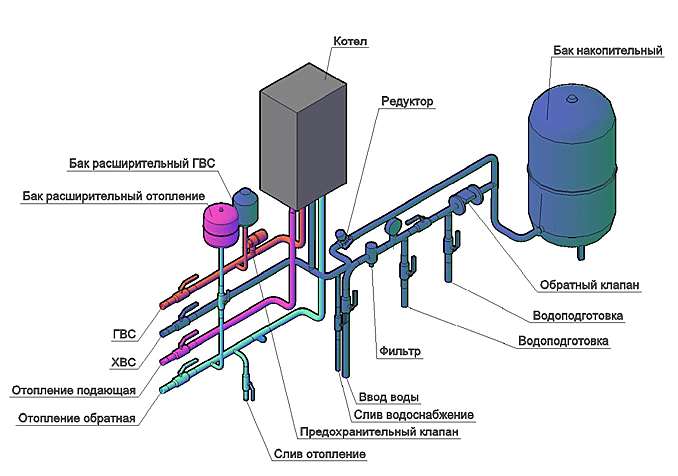 Котел
Бак накопительный
Редуктор
Бак расширительный ГВС
Бак расширительный отопление
Обратный клапан
Водоподготовка
Водоподготовка
ГВС
Фильтр
ХВС
Отопление подающая
Ввод воды
Слив водоснабжение
Отопление обратная
Предохранительный клапан
Слив отопление